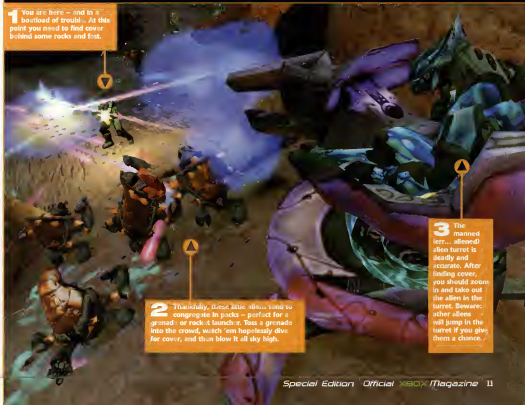 1 You are here – and in a
boatload of trouble. At this
point you need to find cover
behind some rocks and fast.
2 Thankfully, these little aliens tend to
congregate in packs – perfect for a
grenade or rocket launcher. Toss a grenade
into the crowd, watch 'em hopelessly dive
for cover, and then blow it all sky high.
3 The
manned
(err... aliened)
alien turret is
deadly and
accurate. After
finding cover,
you should zoom
in and take out
the alien in the
turret. Beware:
other aliens
will jump in the
turret if you give
them a chance.
Special Edition Official XBOX Magazine 11